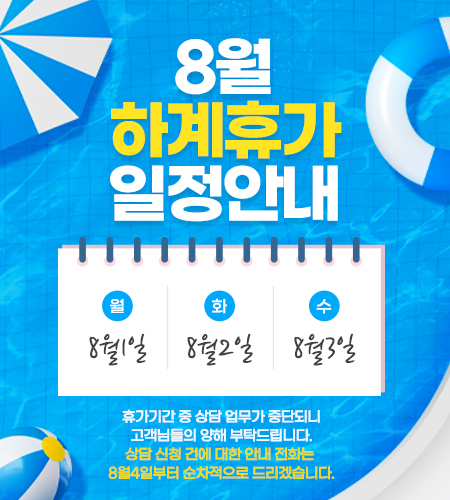 8월
하계휴가
일정안내
월 화 수
8월1일 8월2일 8월3일
휴가기간 중 상담 업무가 중단되니
고객님들의 양해 부탁드립니다.
상담 신청 건에 대한 안내 전화는
8월4일부터 순차적으로 드리겠습니다.